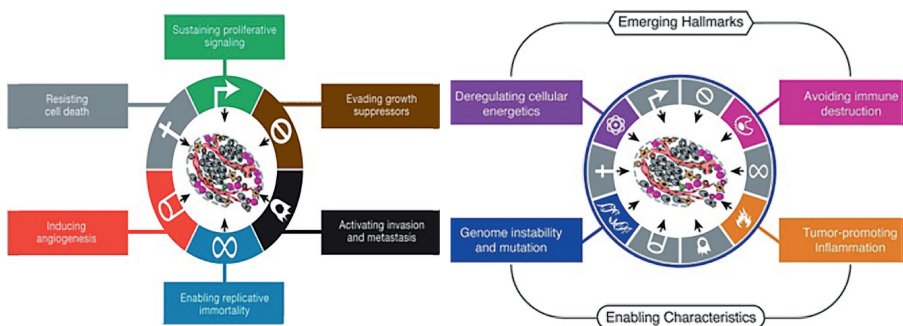 Sustaining proliferative
signaling
Resisting
cell death
Evading growth
suppressors
Inducing
angiogenesis
Activating invasion
and metastasis
Enabling replicative
immortality
Emerging Hallmarks
Deregulating cellular
energetics
Avoiding immune
destruction
Genome instability
and mutation
Tumor-promoting
Inflammation
Enabling Characteristics